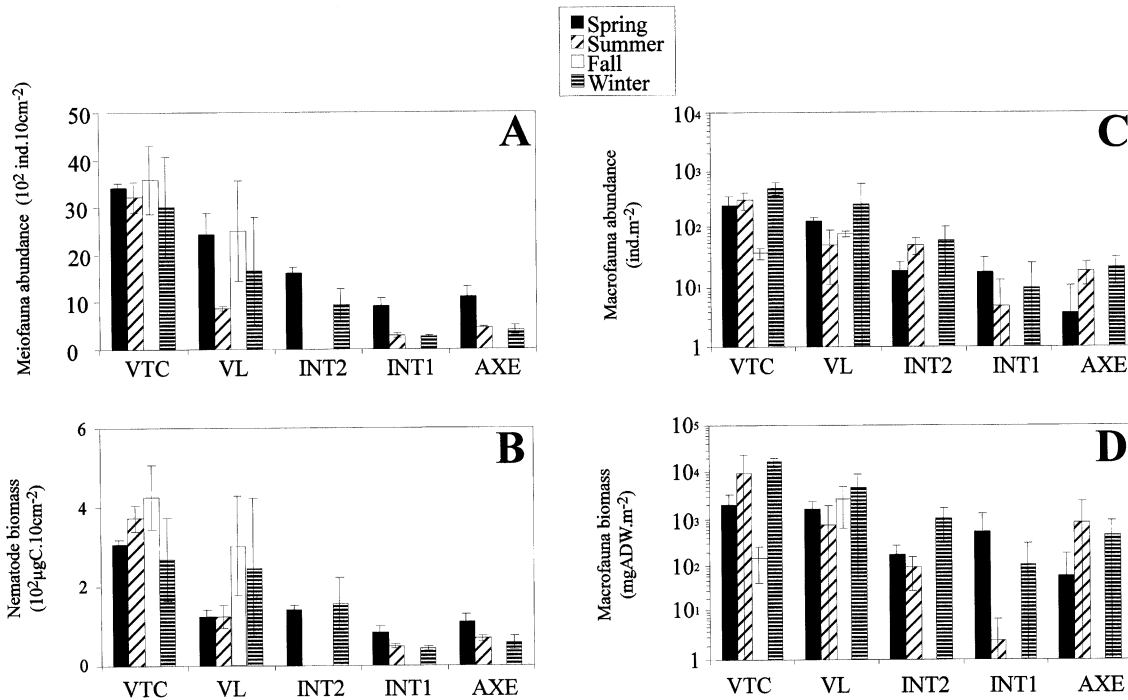 Spring
Summer
Fall
Winter
A
Meiofauna abundance (10² ind.10cm⁻²)
50
40
30
20
10
0
VTC VL INT2 INT1 AXE
C
Macrofauna abundance
(ind.m⁻²)
10⁴
10³
10²
10¹
1
VTC VL INT2 INT1 AXE
B
Nematode biomass
(10²µgC.10cm⁻²)
6
4
2
0
VTC VL INT2 INT1 AXE
D
Macrofauna biomass
(mgADW.m⁻²)
10⁵
10⁴
10³
10²
10¹
1
VTC VL INT2 INT1 AXE